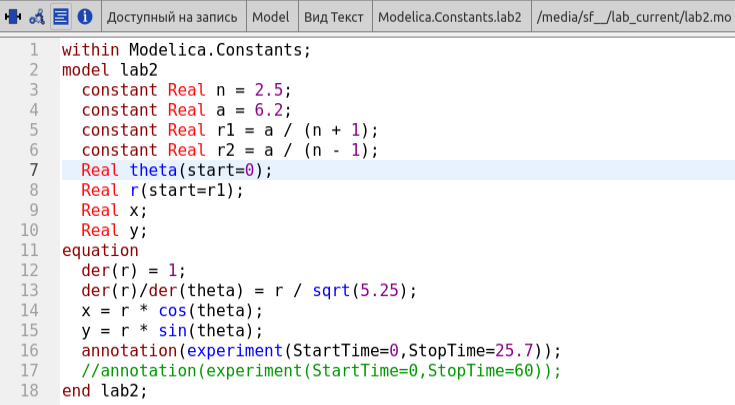 Доступный на запись Model Вид Текст Modelica.Constants.lab2 /media/sf__/lab_current/lab2.mo
1 within Modelica.Constants;
2 model lab2
3   constant Real n = 2.5;
4   constant Real a = 6.2;
5   constant Real r1 = a / (n + 1);
6   constant Real r2 = a / (n - 1);
7   Real theta(start=0);
8   Real r(start=r1);
9   Real x;
10   Real y;
11 equation
12   der(r) = 1;
13   der(r)/der(theta) = r / sqrt(5.25);
14   x = r * cos(theta);
15   y = r * sin(theta);
16   annotation(experiment(StartTime=0,StopTime=25.7));
17   //annotation(experiment(StartTime=0,StopTime=60));
18 end lab2;